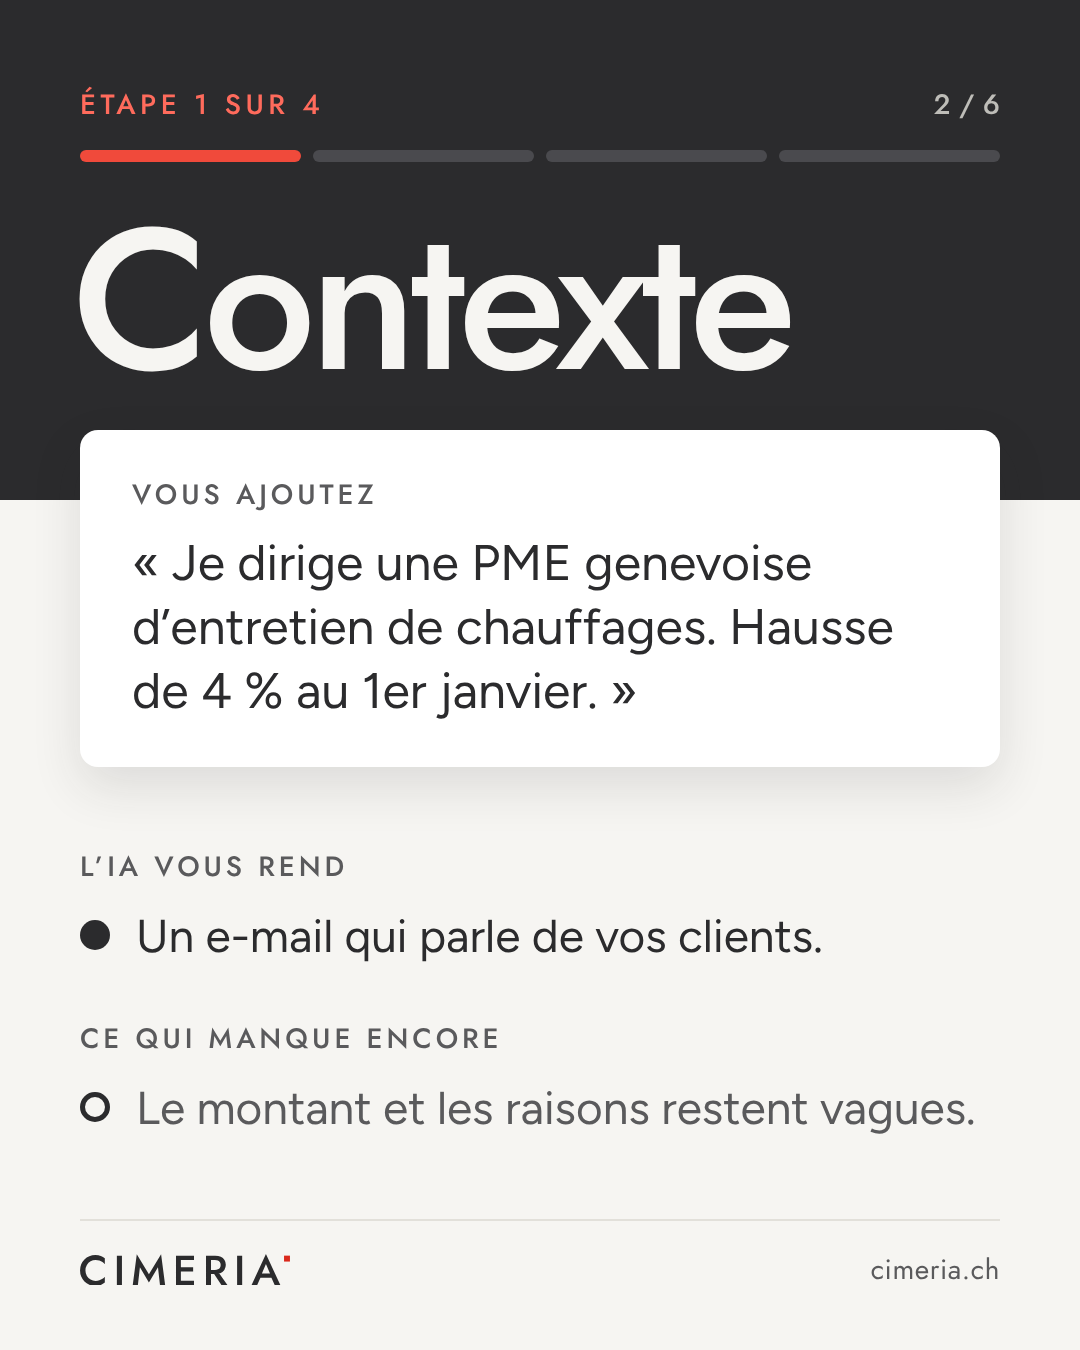 ÉTAPE 1 SUR 4
2 / 6
Contexte
VOUS AJOUTEZ
« Je dirige une PME genevoise
d’entretien de chauffages. Hausse
de 4 % au 1er janvier. »
L’IA VOUS REND
Un e-mail qui parle de vos clients.
CE QUI MANQUE ENCORE
Le montant et les raisons restent vagues.
CIMERIA
cimeria.ch